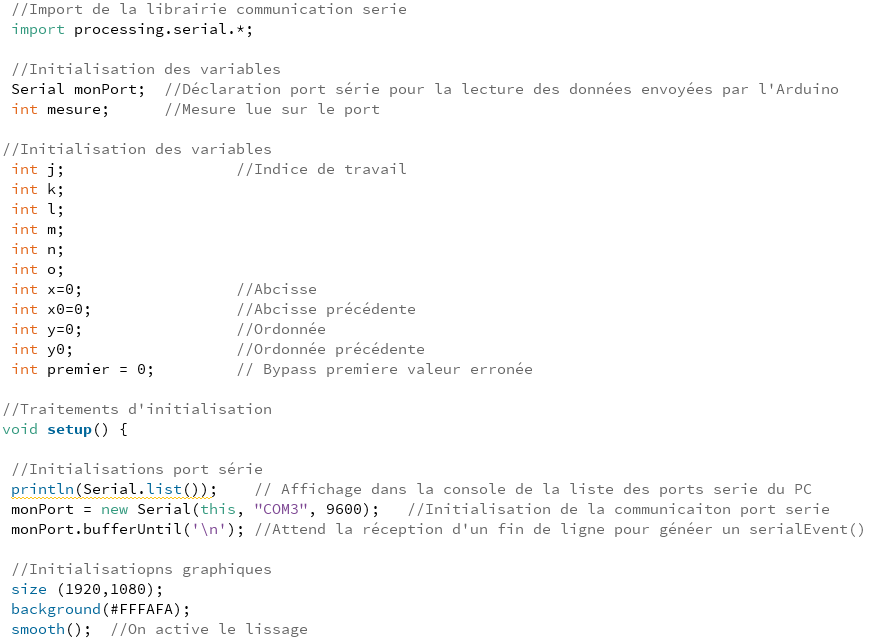 //Import de la librairie communication serie
import processing.serial.*;
//Initialisation des variables
Serial monPort;  //Déclaration port série pour la lecture des données envoyées par l'Arduino
int mesure;      //Mesure lue sur le port
//Initialisation des variables
int j;                   //Indice de travail
int k;
int l;
int m;
int n;
int o;
int x=0;                 //Abcisse
int x0=0;                //Abcisse précédente
int y=0;                 //Ordonnée
int y0;                  //Ordonnée précédente
int premier = 0;         // Bypass premiere valeur erronée
//Traitements d'initialisation
void setup() {
//Initialisations port série
println(Serial.list());    // Affichage dans la console de la liste des ports serie du PC
monPort = new Serial(this, "COM3", 9600);   //Initialisation de la communicaiton port serie
monPort.bufferUntil('\n'); //Attend la réception d'un fin de ligne pour généer un serialEvent()
//Initialisatiopns graphiques
size (1920,1080);
background(#FFFAFA);
smooth();  //On active le lissage